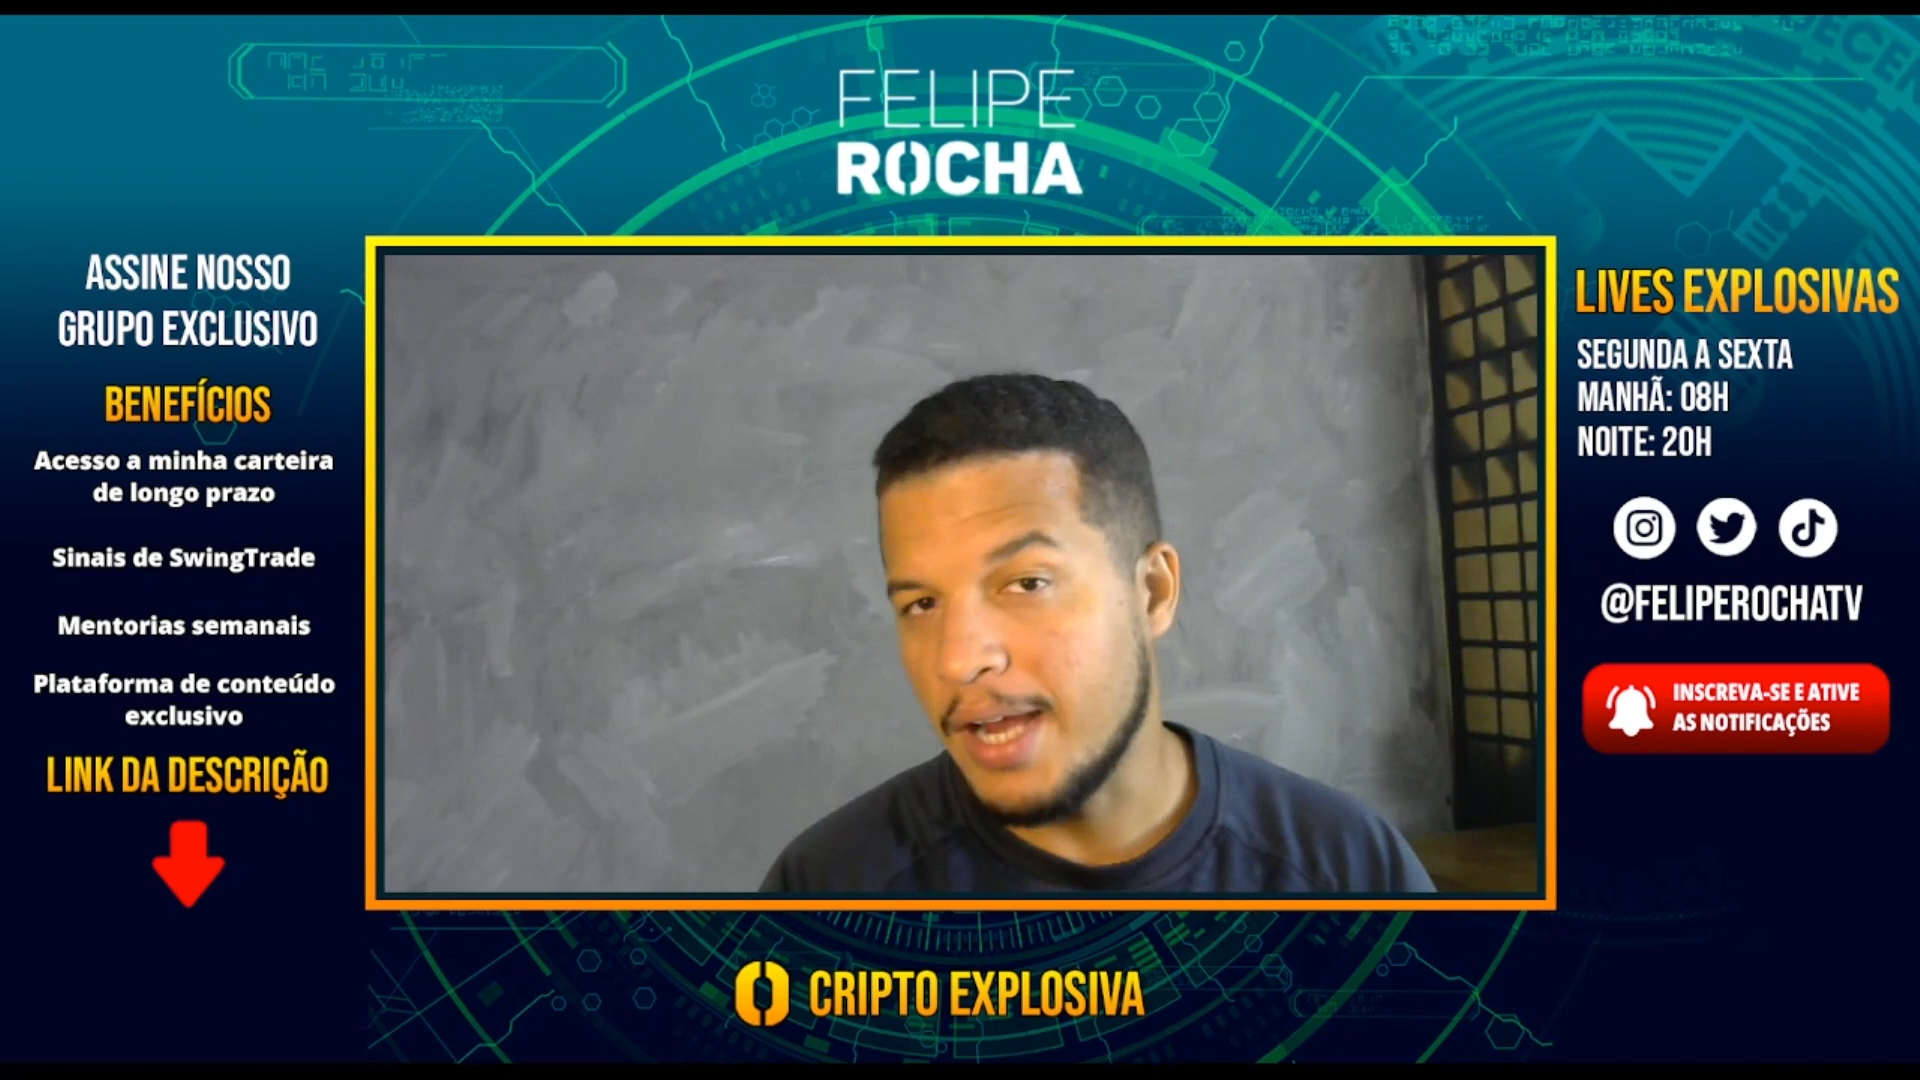 FELIPE
ROCHA
ASSINE NOSSO
GRUPO EXCLUSIVO
BENEFÍCIOS
Acesso a minha carteira
de longo prazo
Sinais de SwingTrade
Mentorias semanais
Plataforma de conteúdo
exclusivo
LINK DA DESCRIÇÃO
LIVES EXPLOSIVAS
SEGUNDA A SEXTA
MANHÃ: 08H
NOITE: 20H
@FELIPEROCHATV
INSCREVA-SE E ATIVE
AS NOTIFICAÇÕES
CRIPTO EXPLOSIVA